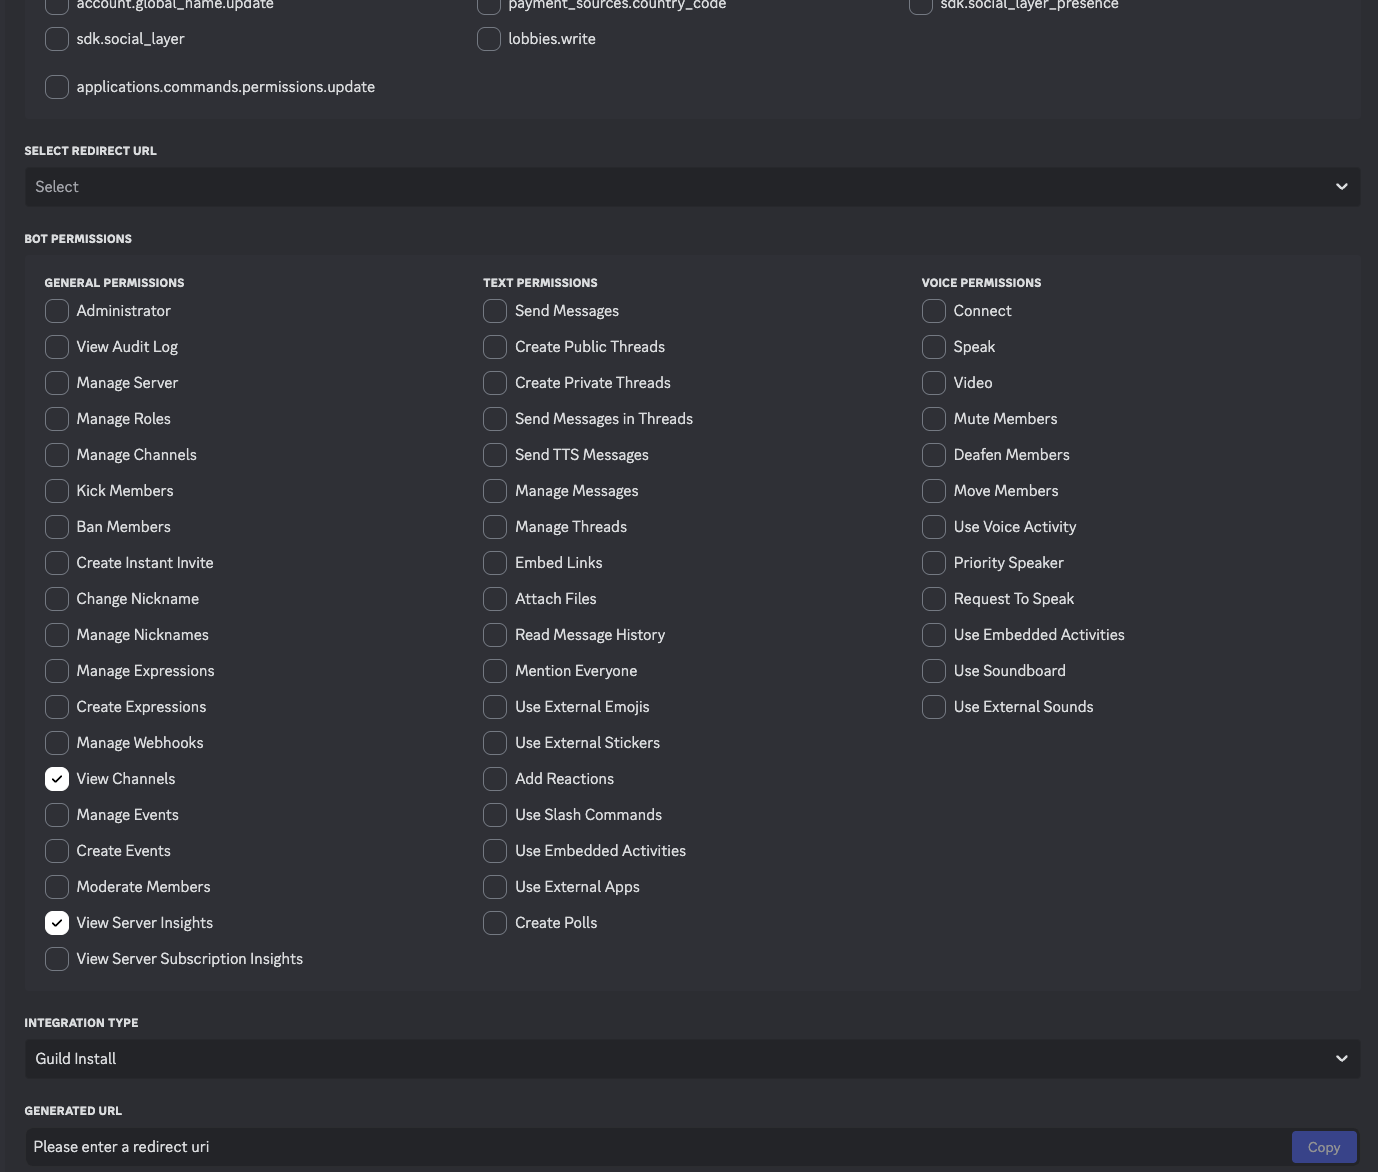 account.global_name.update
payment_sources.country_code
sdk.social_layer_presence
sdk.social_layer
lobbies.write
applications.commands.permissions.update
SELECT REDIRECT URL
Select
BOT PERMISSIONS
GENERAL PERMISSIONS
Administrator
View Audit Log
Manage Server
Manage Roles
Manage Channels
Kick Members
Ban Members
Create Instant Invite
Change Nickname
Manage Nicknames
Manage Expressions
Create Expressions
Manage Webhooks
View Channels
Manage Events
Create Events
Moderate Members
View Server Insights
View Server Subscription Insights
TEXT PERMISSIONS
Send Messages
Create Public Threads
Create Private Threads
Send Messages in Threads
Send TTS Messages
Manage Messages
Manage Threads
Embed Links
Attach Files
Read Message History
Mention Everyone
Use External Emojis
Use External Stickers
Add Reactions
Use Slash Commands
Use Embedded Activities
Use External Apps
Create Polls
VOICE PERMISSIONS
Connect
Speak
Video
Mute Members
Deafen Members
Move Members
Use Voice Activity
Priority Speaker
Request To Speak
Use Embedded Activities
Use Soundboard
Use External Sounds
INTEGRATION TYPE
Guild Install
GENERATED URL
Please enter a redirect uri
Copy